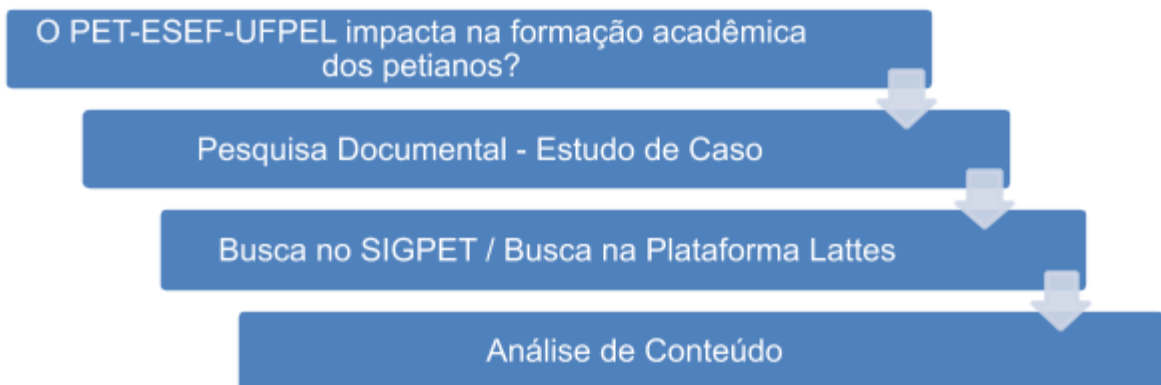 O PET-ESEF-UFPEL impacta na formação acadêmica
dos petianos?
Pesquisa Documental - Estudo de Caso
Busca no SIGPET / Busca na Plataforma Lattes
Análise de Conteúdo